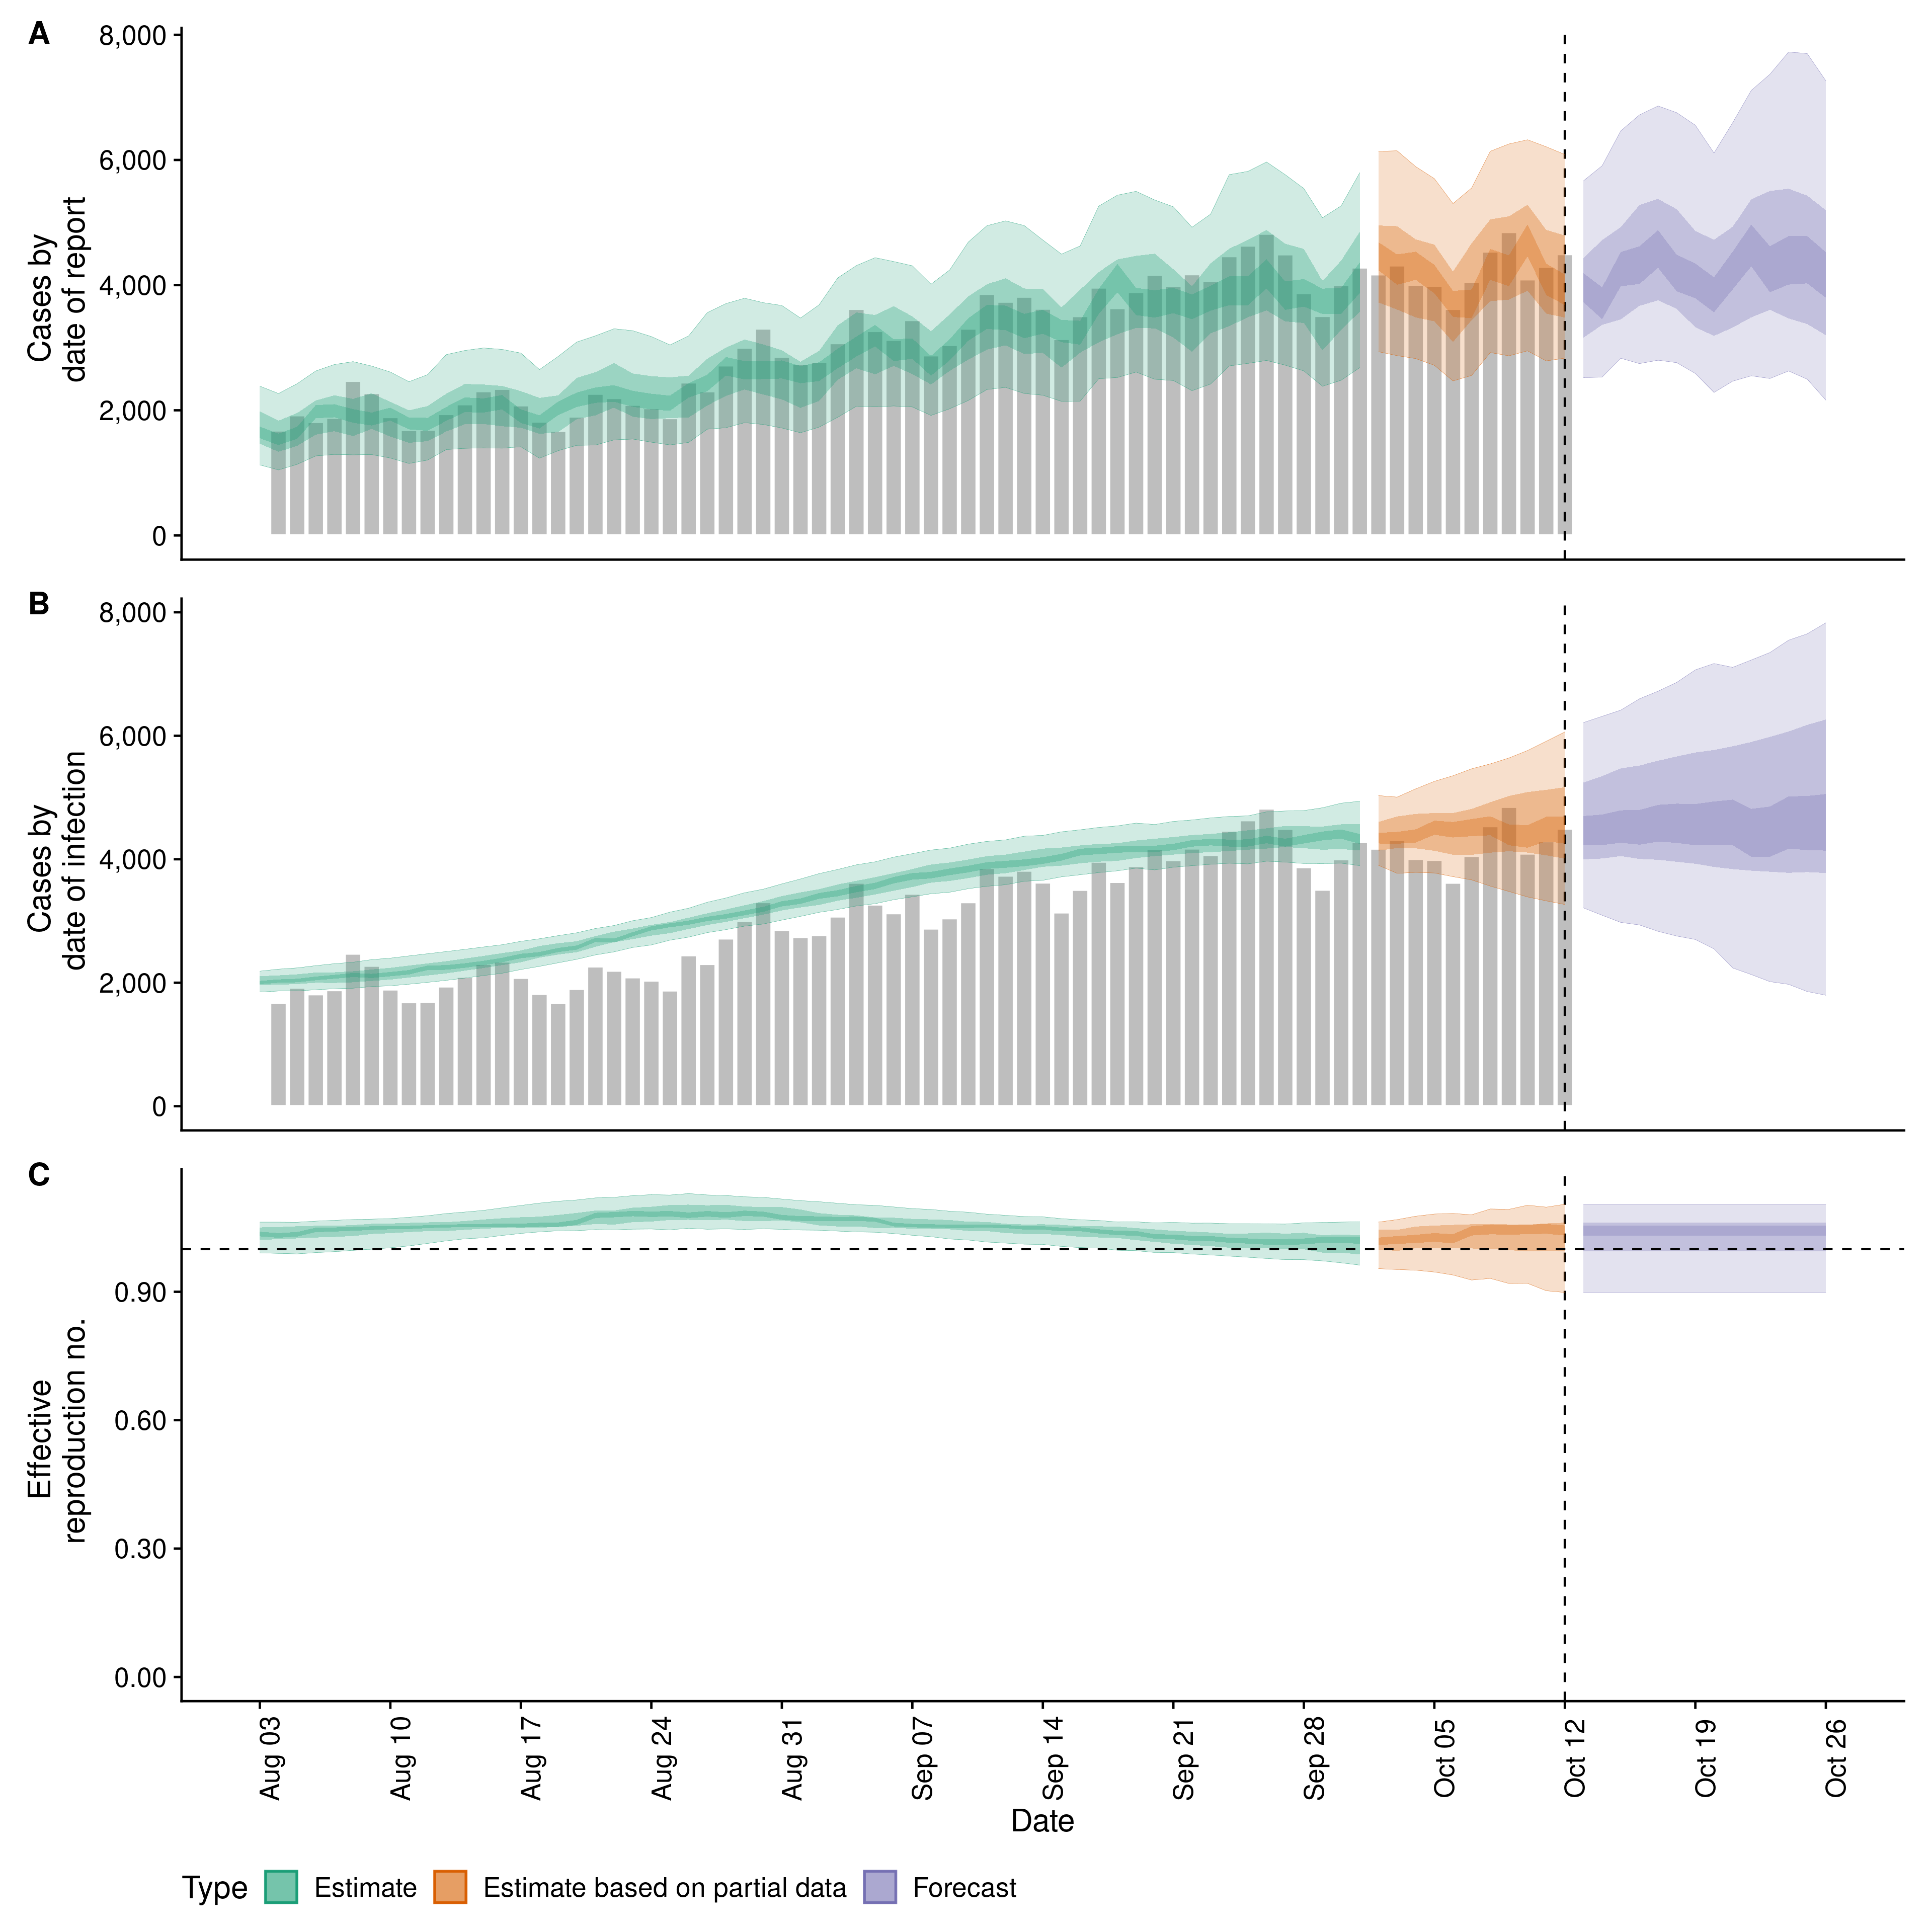 A
8,000
6,000
4,000
2,000
0
Cases by
date of report
B
8,000
6,000
4,000
2,000
0
Cases by
date of infection
C
0.90
0.60
0.30
0.00
Effective
reproduction no.
Aug 03
Aug 10
Aug 17
Aug 24
Aug 31
Sep 07
Sep 14
Sep 21
Sep 28
Oct 05
Oct 12
Oct 19
Oct 26
Date
Type Estimate Estimate based on partial data Forecast